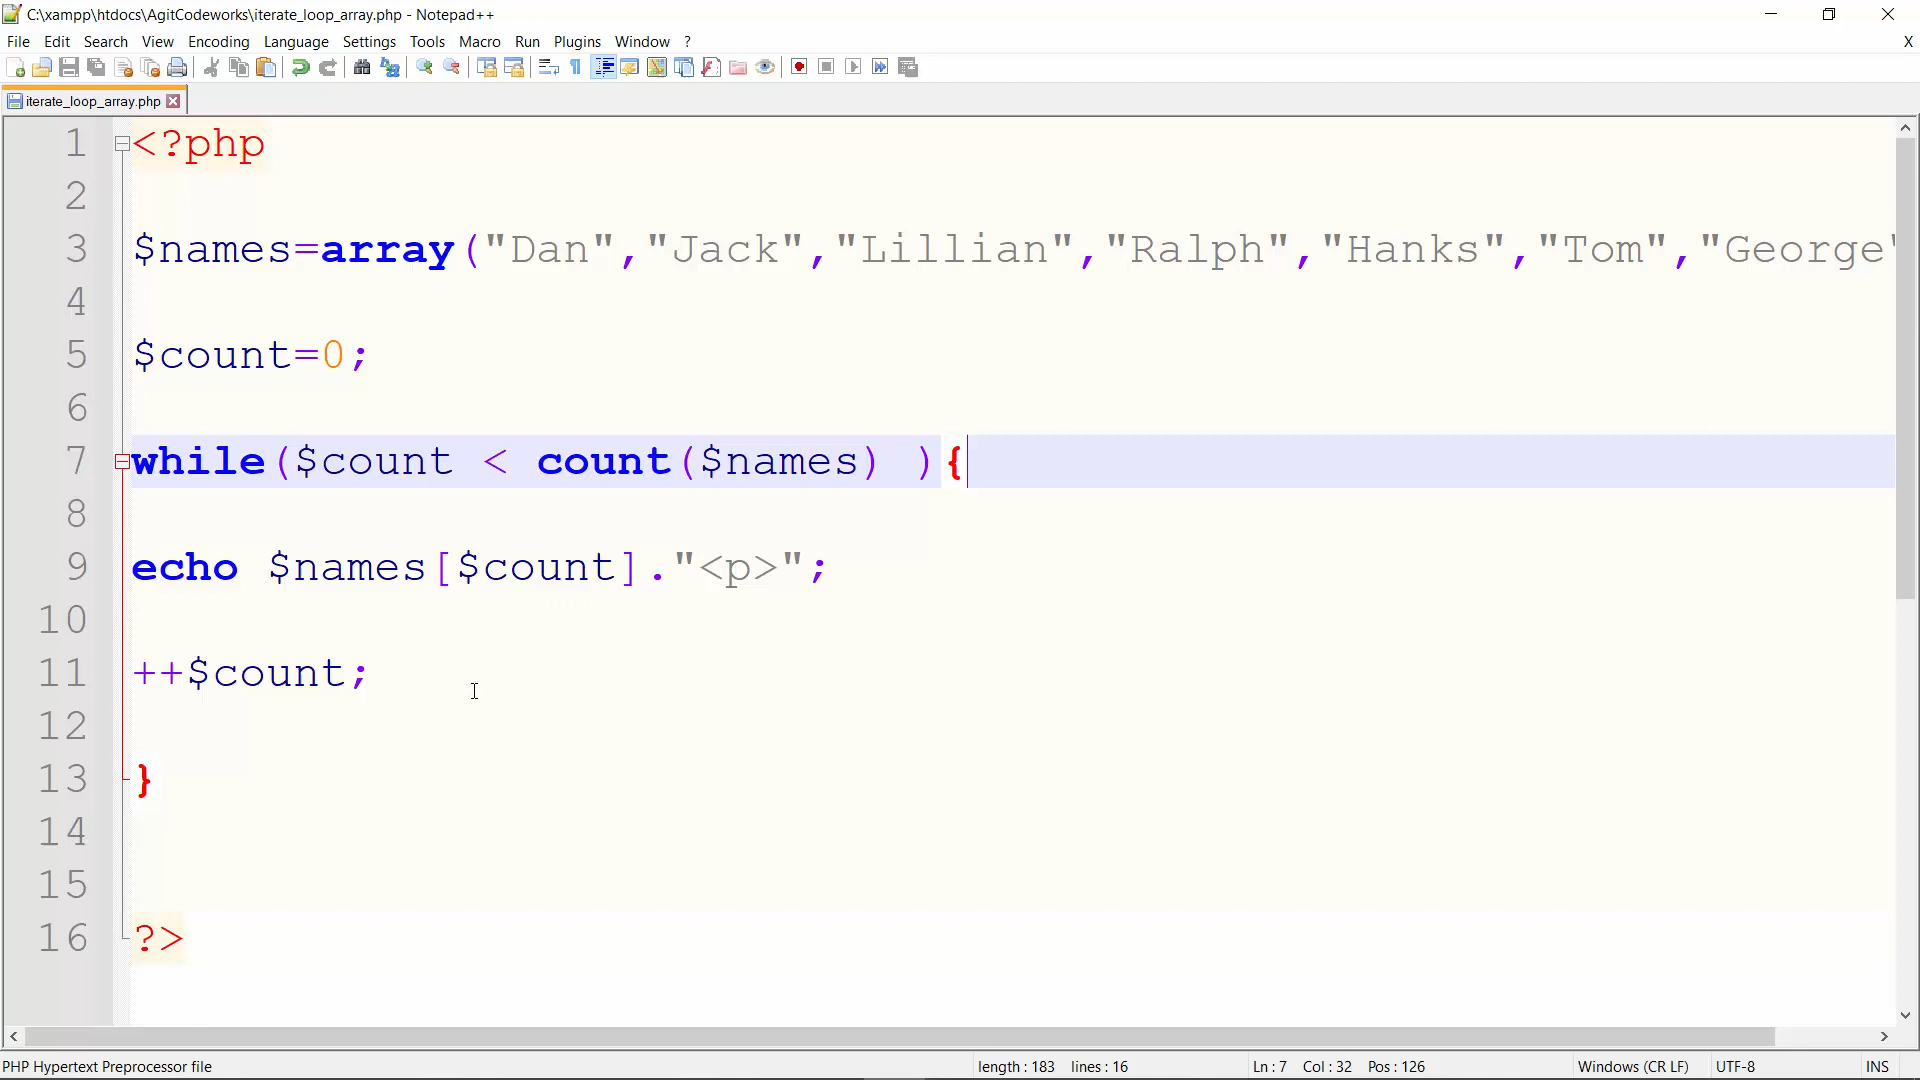 C:\xampp\htdocs\AgitCodeworks\iterate_loop_array.php - Notepad++
File Edit Search View Encoding Language Settings Tools Macro Run Plugins Window ? X
iterate_loop_array.php
1 <?php
2
3 $names=array("Dan","Jack","Lillian","Ralph","Hanks","Tom","George"
4
5 $count=0;
6
7 while($count < count($names) ){
8
9 echo $names[$count]."<p>";
10
11 ++$count;
12
13 }
14
15
16 ?>
PHP Hypertext Preprocessor file length : 183 lines : 16 Ln : 7 Col : 32 Pos : 126 Windows (CR LF) UTF-8 INS